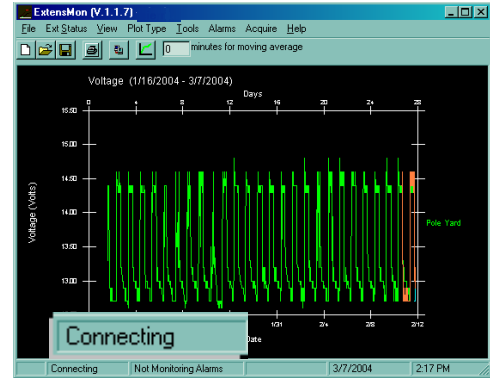 ExtensMon (V.1.1.7)
File Ext Status View Plot Type Tools Alarms Acquire Help
0 minutes for moving average
Voltage (1/16/2004 - 3/7/2004)
Days
0 4 8 12 16 20 24 28
15.50
15.00
14.50
14.00
13.50
13.00
Voltage (Volts)
Pole Yard
1/31 2/4 2/8 2/12
Date
Connecting
Connecting Not Monitoring Alarms 3/7/2004 2:17 PM